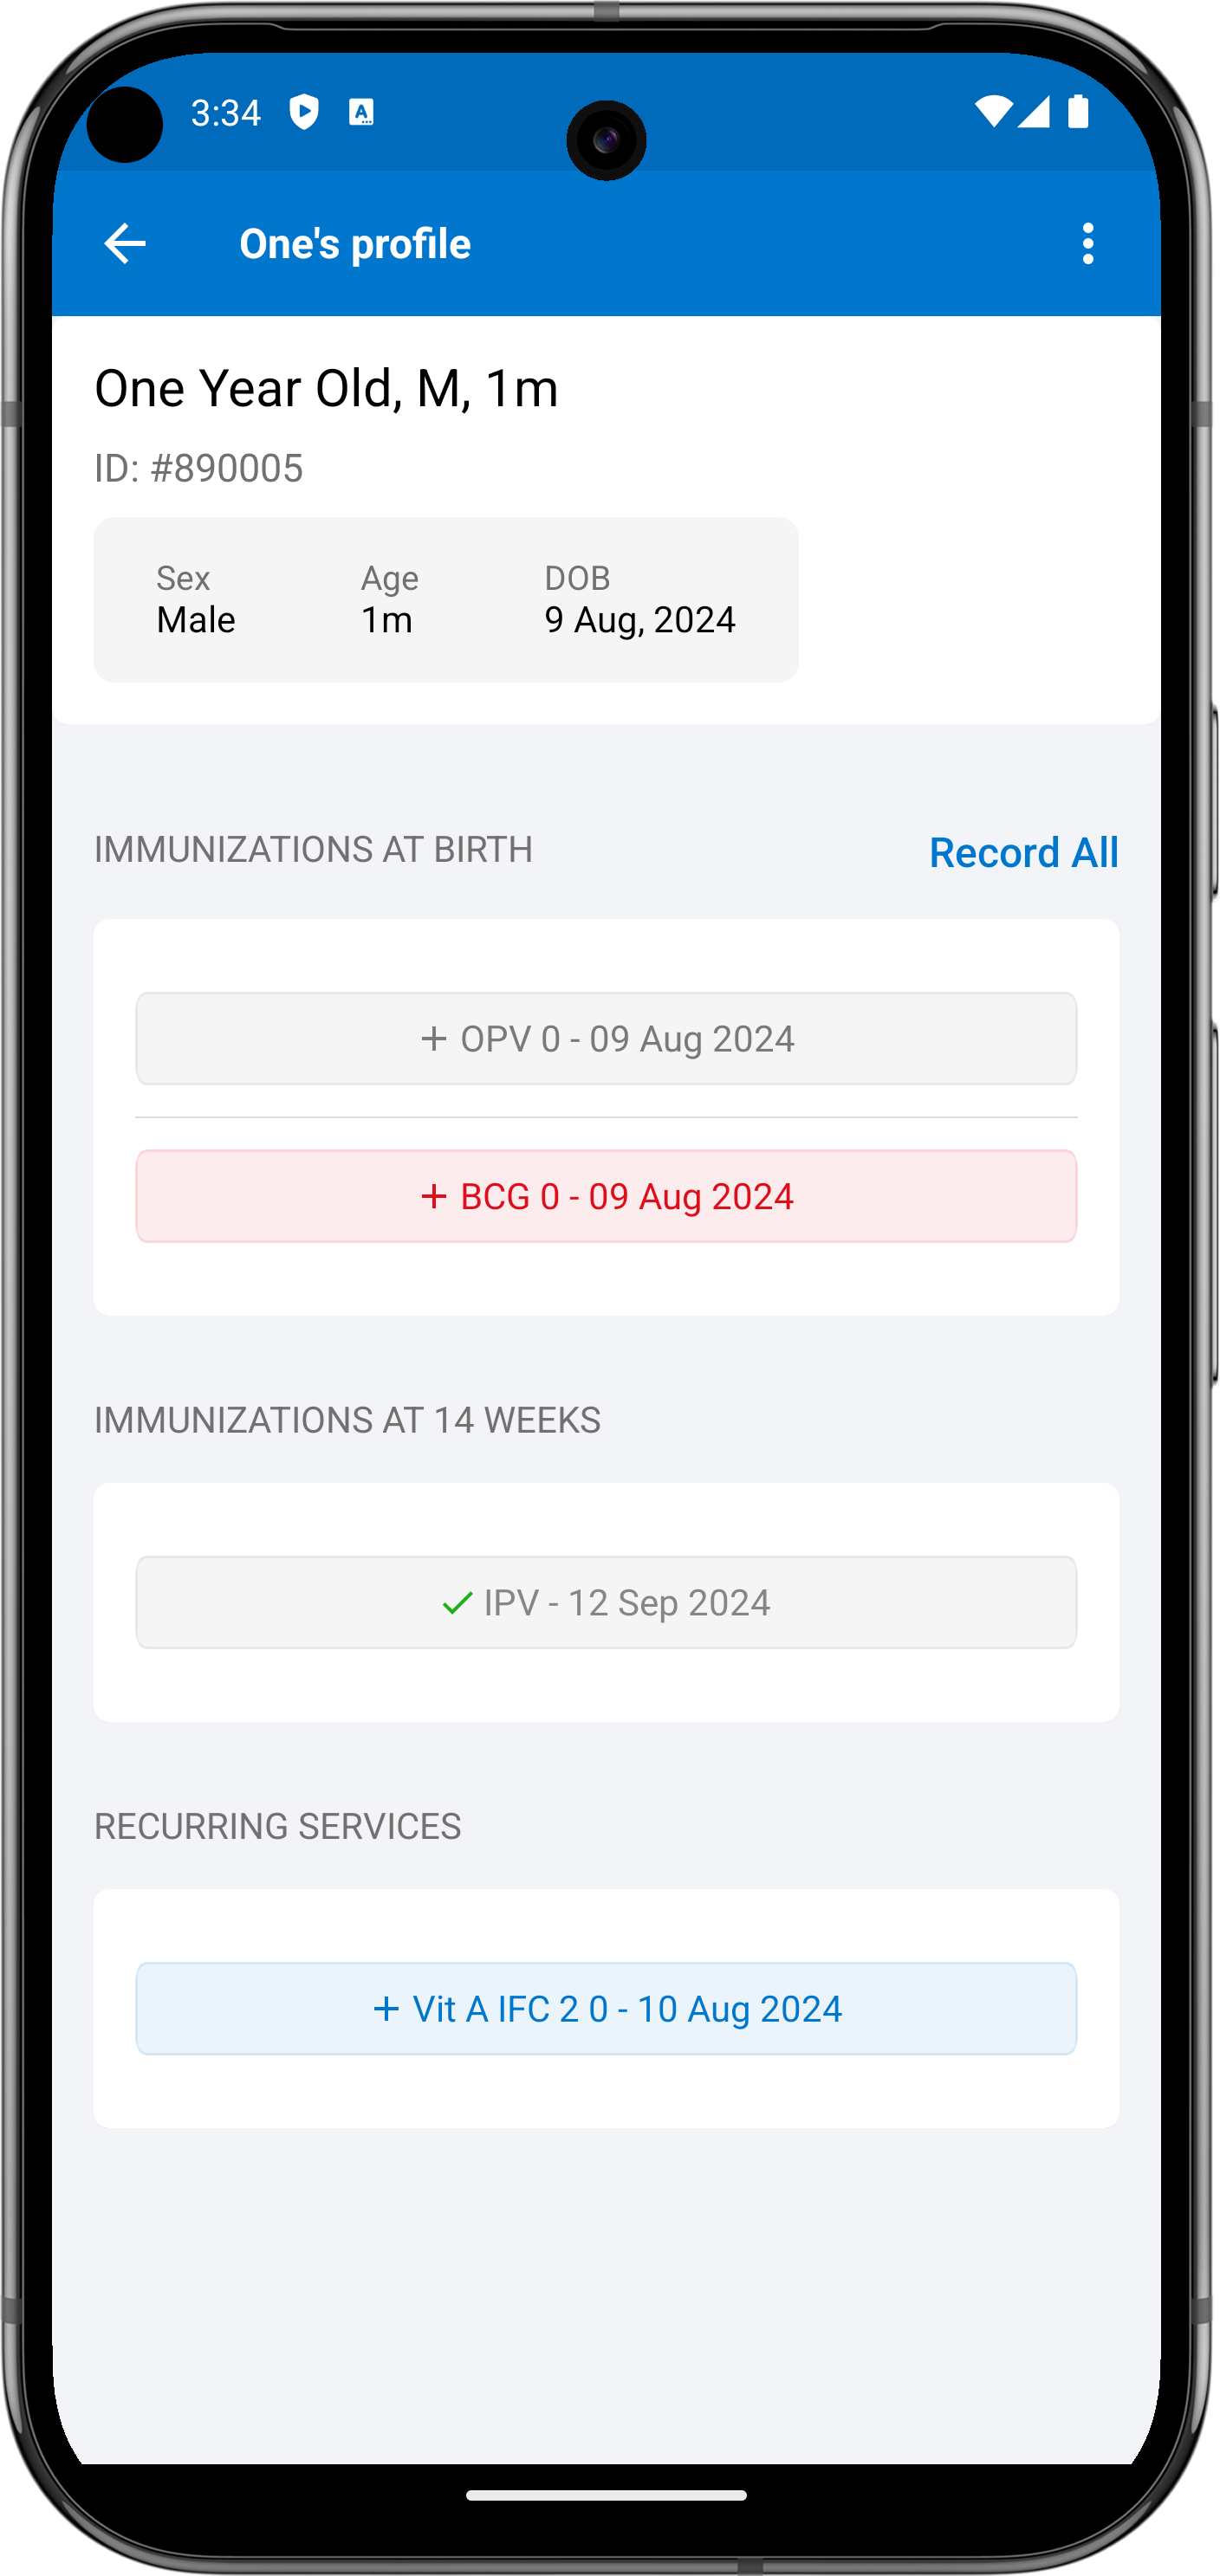 3:34
One's profile
One Year Old, M, 1m
ID: #890005
Sex Age DOB
Male 1m 9 Aug, 2024
IMMUNIZATIONS AT BIRTH Record All
+ OPV 0 - 09 Aug 2024
+ BCG 0 - 09 Aug 2024
IMMUNIZATIONS AT 14 WEEKS
✓ IPV - 12 Sep 2024
RECURRING SERVICES
+ Vit A IFC 2 0 - 10 Aug 2024